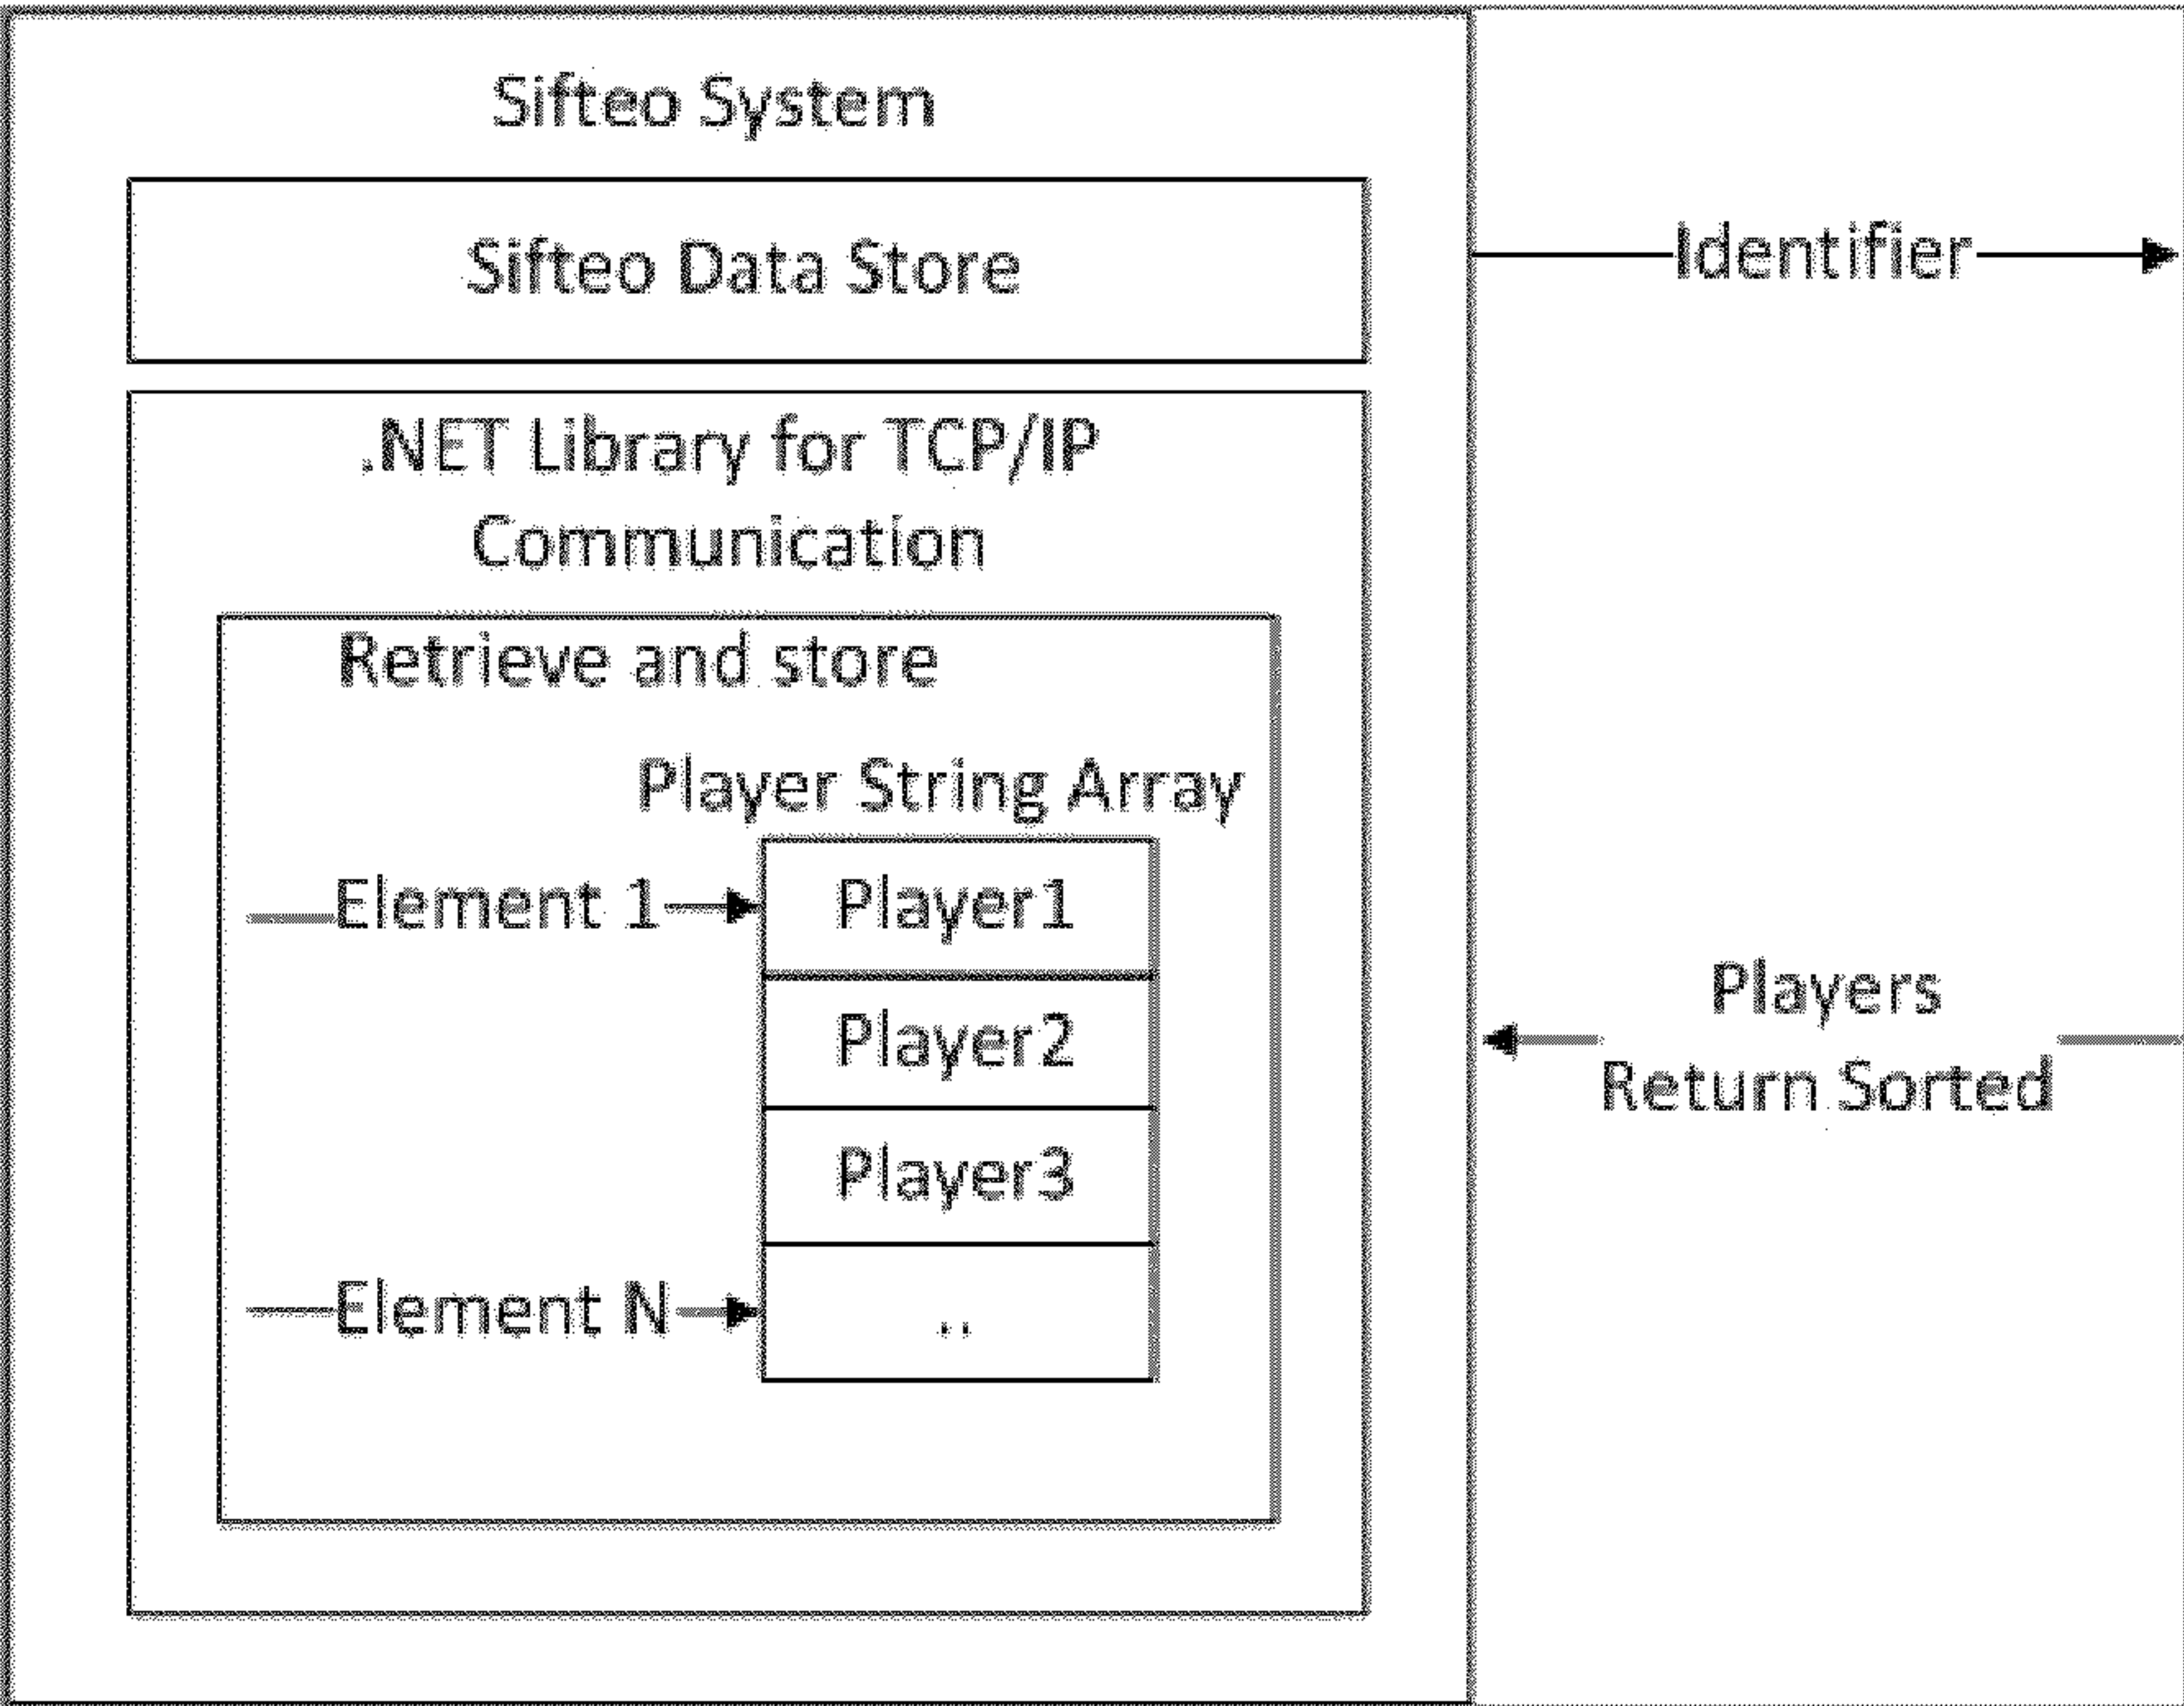 Sifteo System
Sifteo Data Store
Identifier
.NET Library for TCP/IP
Communication
Retrieve and store
Player String Array
Element 1
Player1
Player2
Player3
Element N
..
Players
Return Sorted